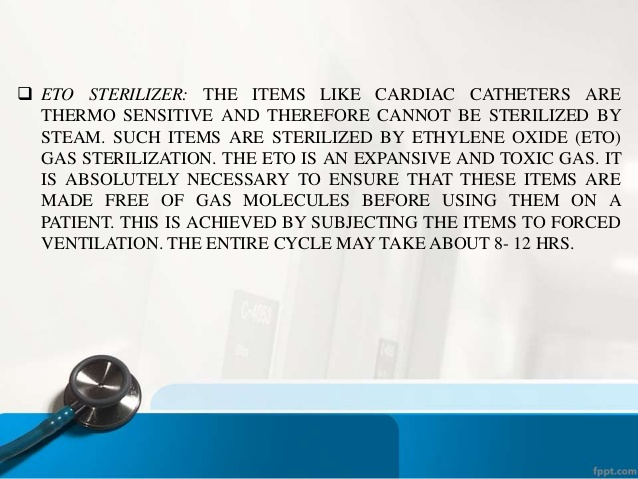 ❑ ETO STERILIZER: THE ITEMS LIKE CARDIAC CATHETERS ARE
THERMO SENSITIVE AND THEREFORE CANNOT BE STERILIZED BY
STEAM. SUCH ITEMS ARE STERILIZED BY ETHYLENE OXIDE (ETO)
GAS STERILIZATION. THE ETO IS AN EXPANSIVE AND TOXIC GAS. IT
IS ABSOLUTELY NECESSARY TO ENSURE THAT THESE ITEMS ARE
MADE FREE OF GAS MOLECULES BEFORE USING THEM ON A
PATIENT. THIS IS ACHIEVED BY SUBJECTING THE ITEMS TO FORCED
VENTILATION. THE ENTIRE CYCLE MAY TAKE ABOUT 8- 12 HRS.
fppt.com